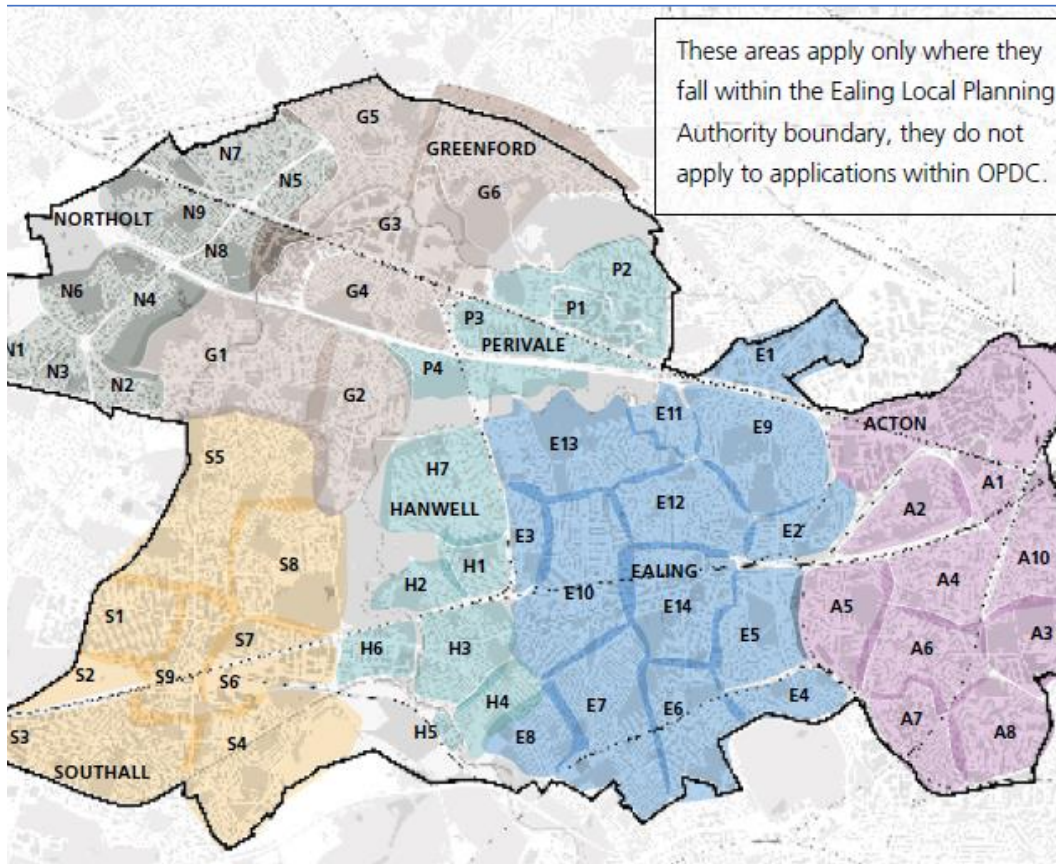 These areas apply only where they
fall within the Ealing Local Planning
Authority boundary, they do not
apply to applications within OPDC.
G5
GREENFORD
N7
N5
G6
NORTHOLT
N9
G3
N8
P2
N6
N4
G4
P1
P3
PERIVALE
N1
G1
E1
N3
N2
P4
G2
E11
E9
ACTON
E13
S5
H7
A1
HANWELL
E12
A2
E3
E2
S8
H1
A10
H2
EALING
E10
A4
S1
E14
A5
S7
H6
H3
E5
A6
A3
S2
S9
S6
H4
E7
E6
E4
S3
S4
H5
E8
A7
A8
SOUTHALL